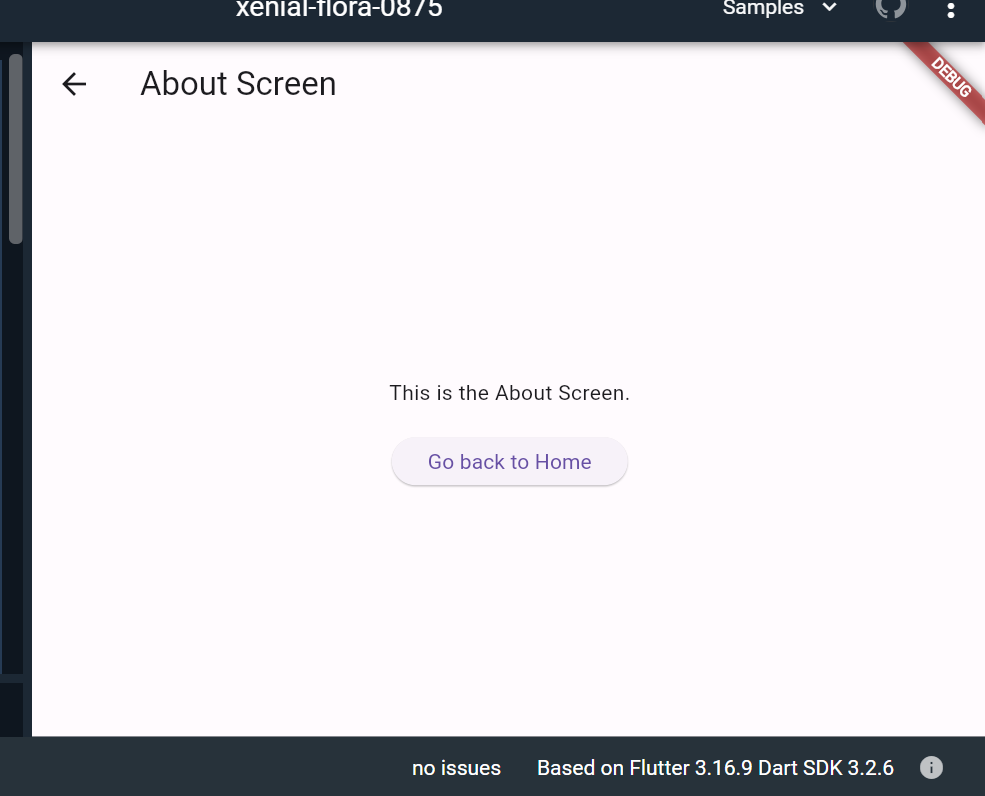 xenial-flora-0875
Samples
About Screen
DEBUG
This is the About Screen.
Go back to Home
no issues
Based on Flutter 3.16.9 Dart SDK 3.2.6